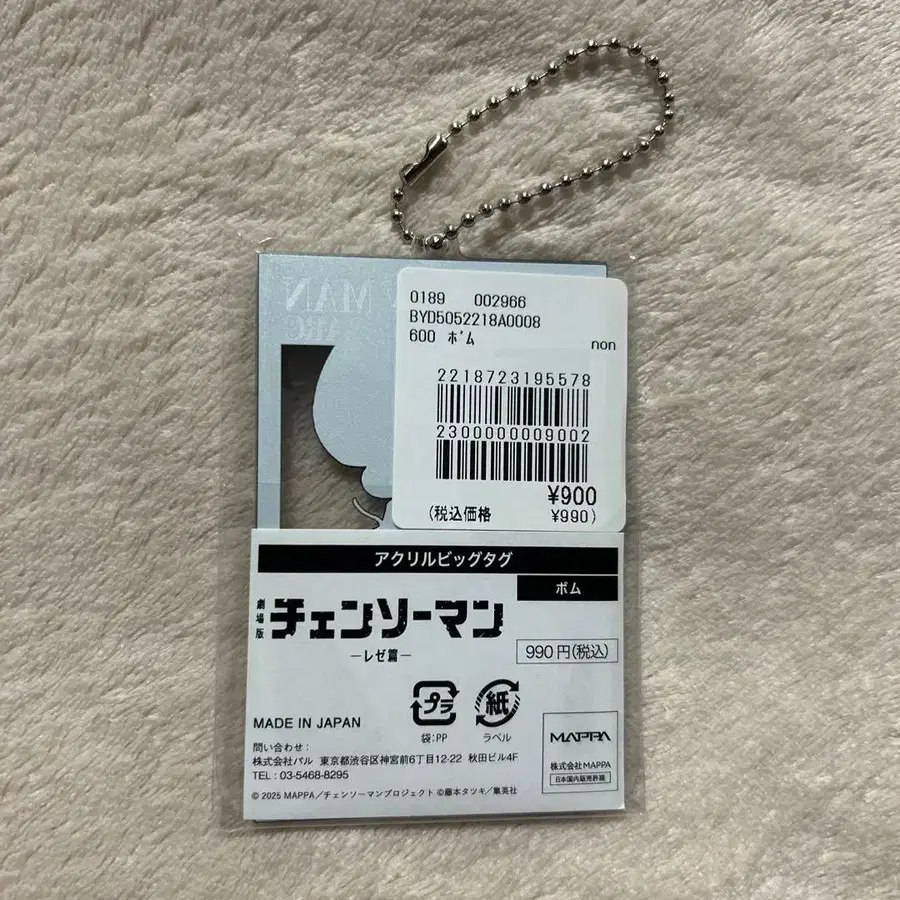 MAN
ARC
0189 002966
BYD5052218A0008
600 ボム
non
2218723195578
2300000009002
¥900
(税込価格 ¥990)
アクリルビッグタグ
ボム
劇場版 チェンソーマン
―レゼ篇―
990円(税込)
プラ
紙
袋:PP
ラベル
MADE IN JAPAN
問い合わせ:
株式会社パル 東京都渋谷区神宮前6丁目12-22 秋田ビル4F
TEL:03-5468-8295
MAPPA
株式会社MAPPA
日本国内販売許諾
© 2025 MAPPA/チェンソーマンプロジェクト ©藤本タツキ/集英社